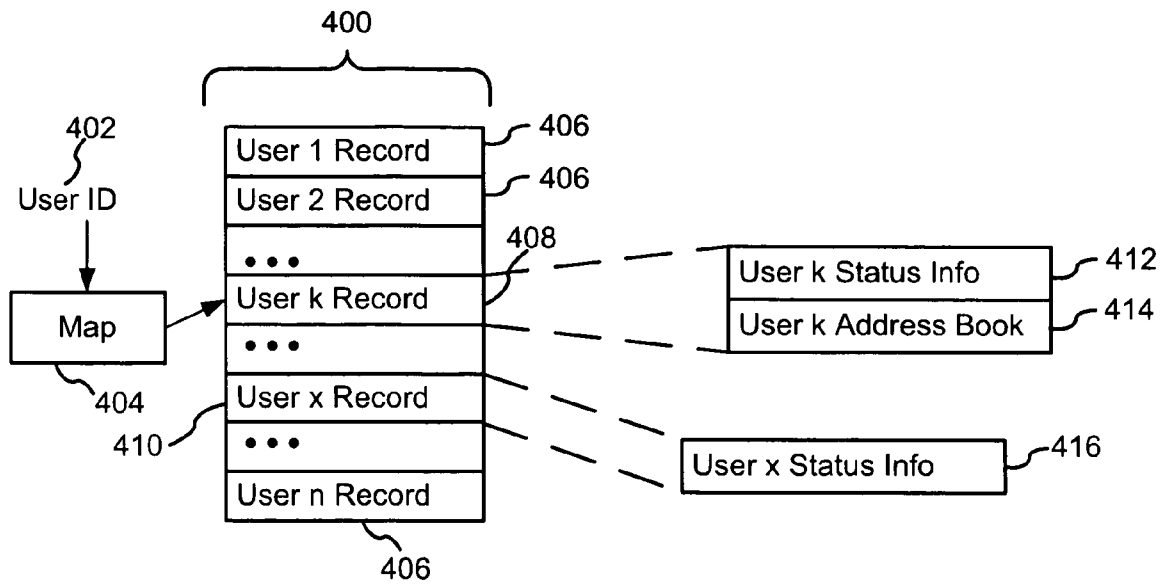 400
402
User ID
Map
404
User 1 Record
406
User 2 Record
406
•••
408
User k Record
•••
User x Record
410
•••
User n Record
406
User k Status Info
412
User k Address Book
414
User x Status Info
416